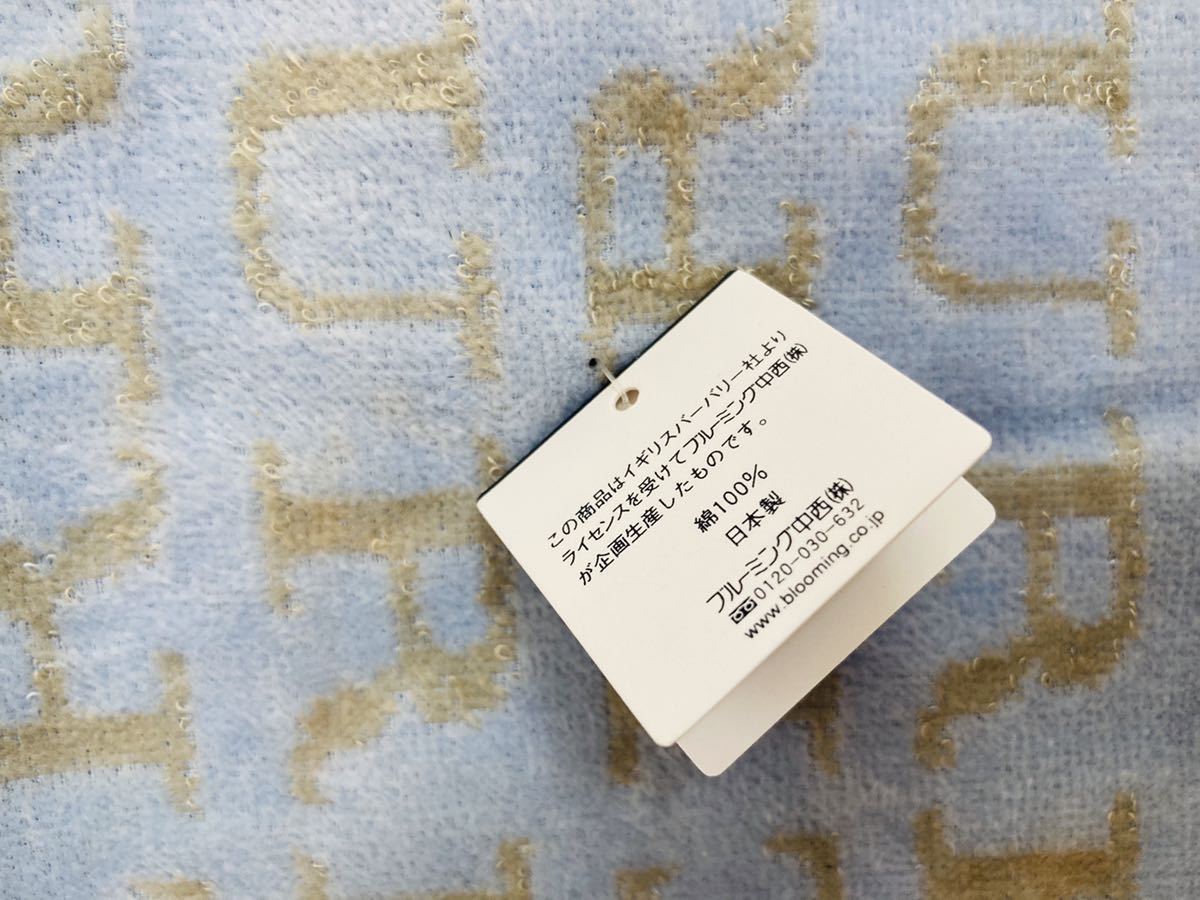 この商品はイギリスバーバリー社より
ライセンスを受けてブルーミング中西(株)
が企画生産したものです。
綿100%
日本製
ブルーミング中西(株)
0120-030-632
www.blooming.co.jp